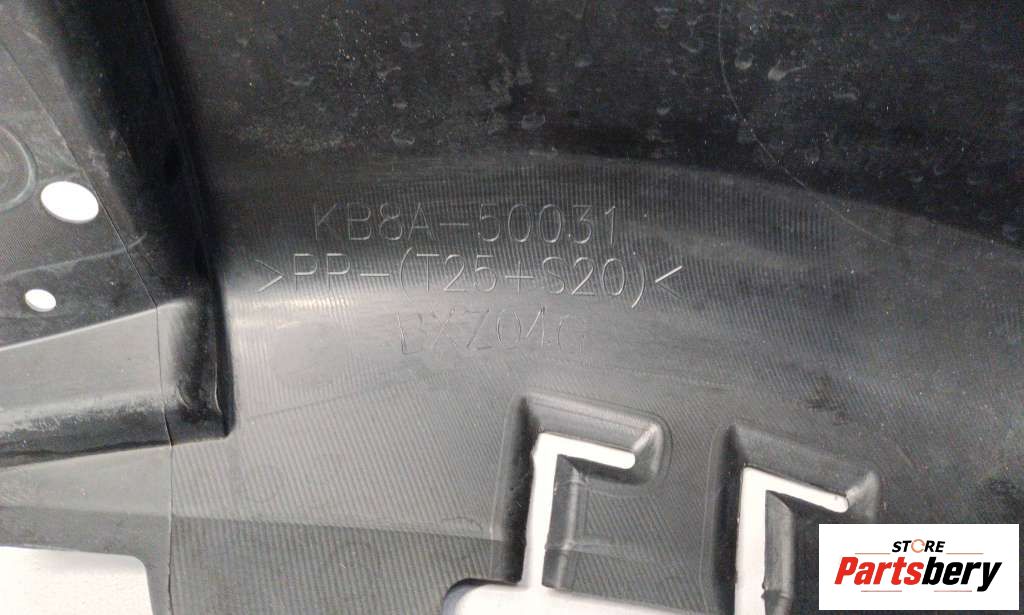 KB8A-50031
>PP-(T25+S20)<
BXZ04G
STORE
Partsbery